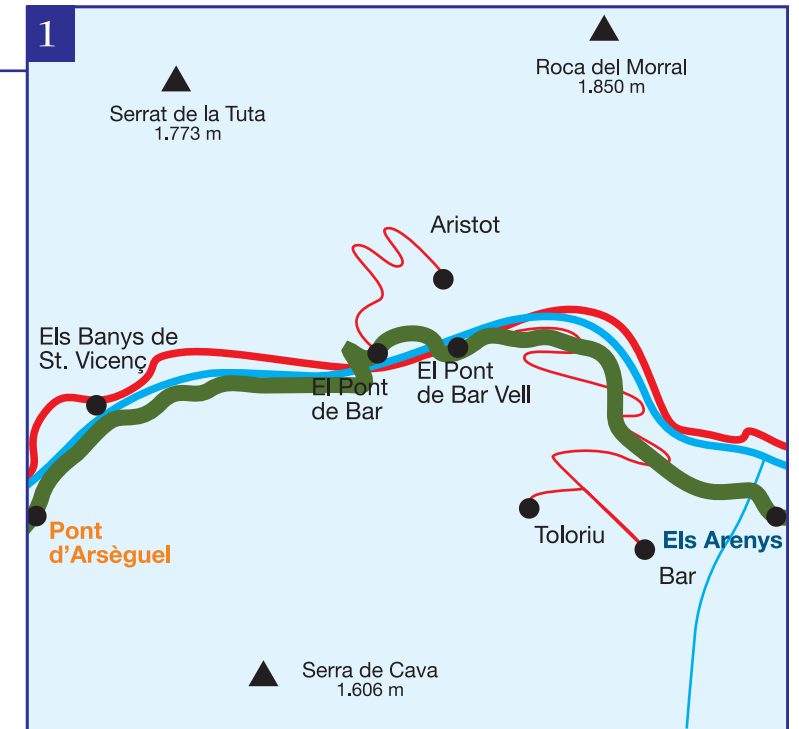 1
Roca del Morral
1.850 m
Serrat de la Tuta
1.773 m
Aristot
Els Banys de
St. Vicenç
El Pont
de Bar
El Pont
de Bar Vell
Pont
d'Arsèguel
Toloriu
Els Arenys
Bar
Serra de Cava
1.606 m